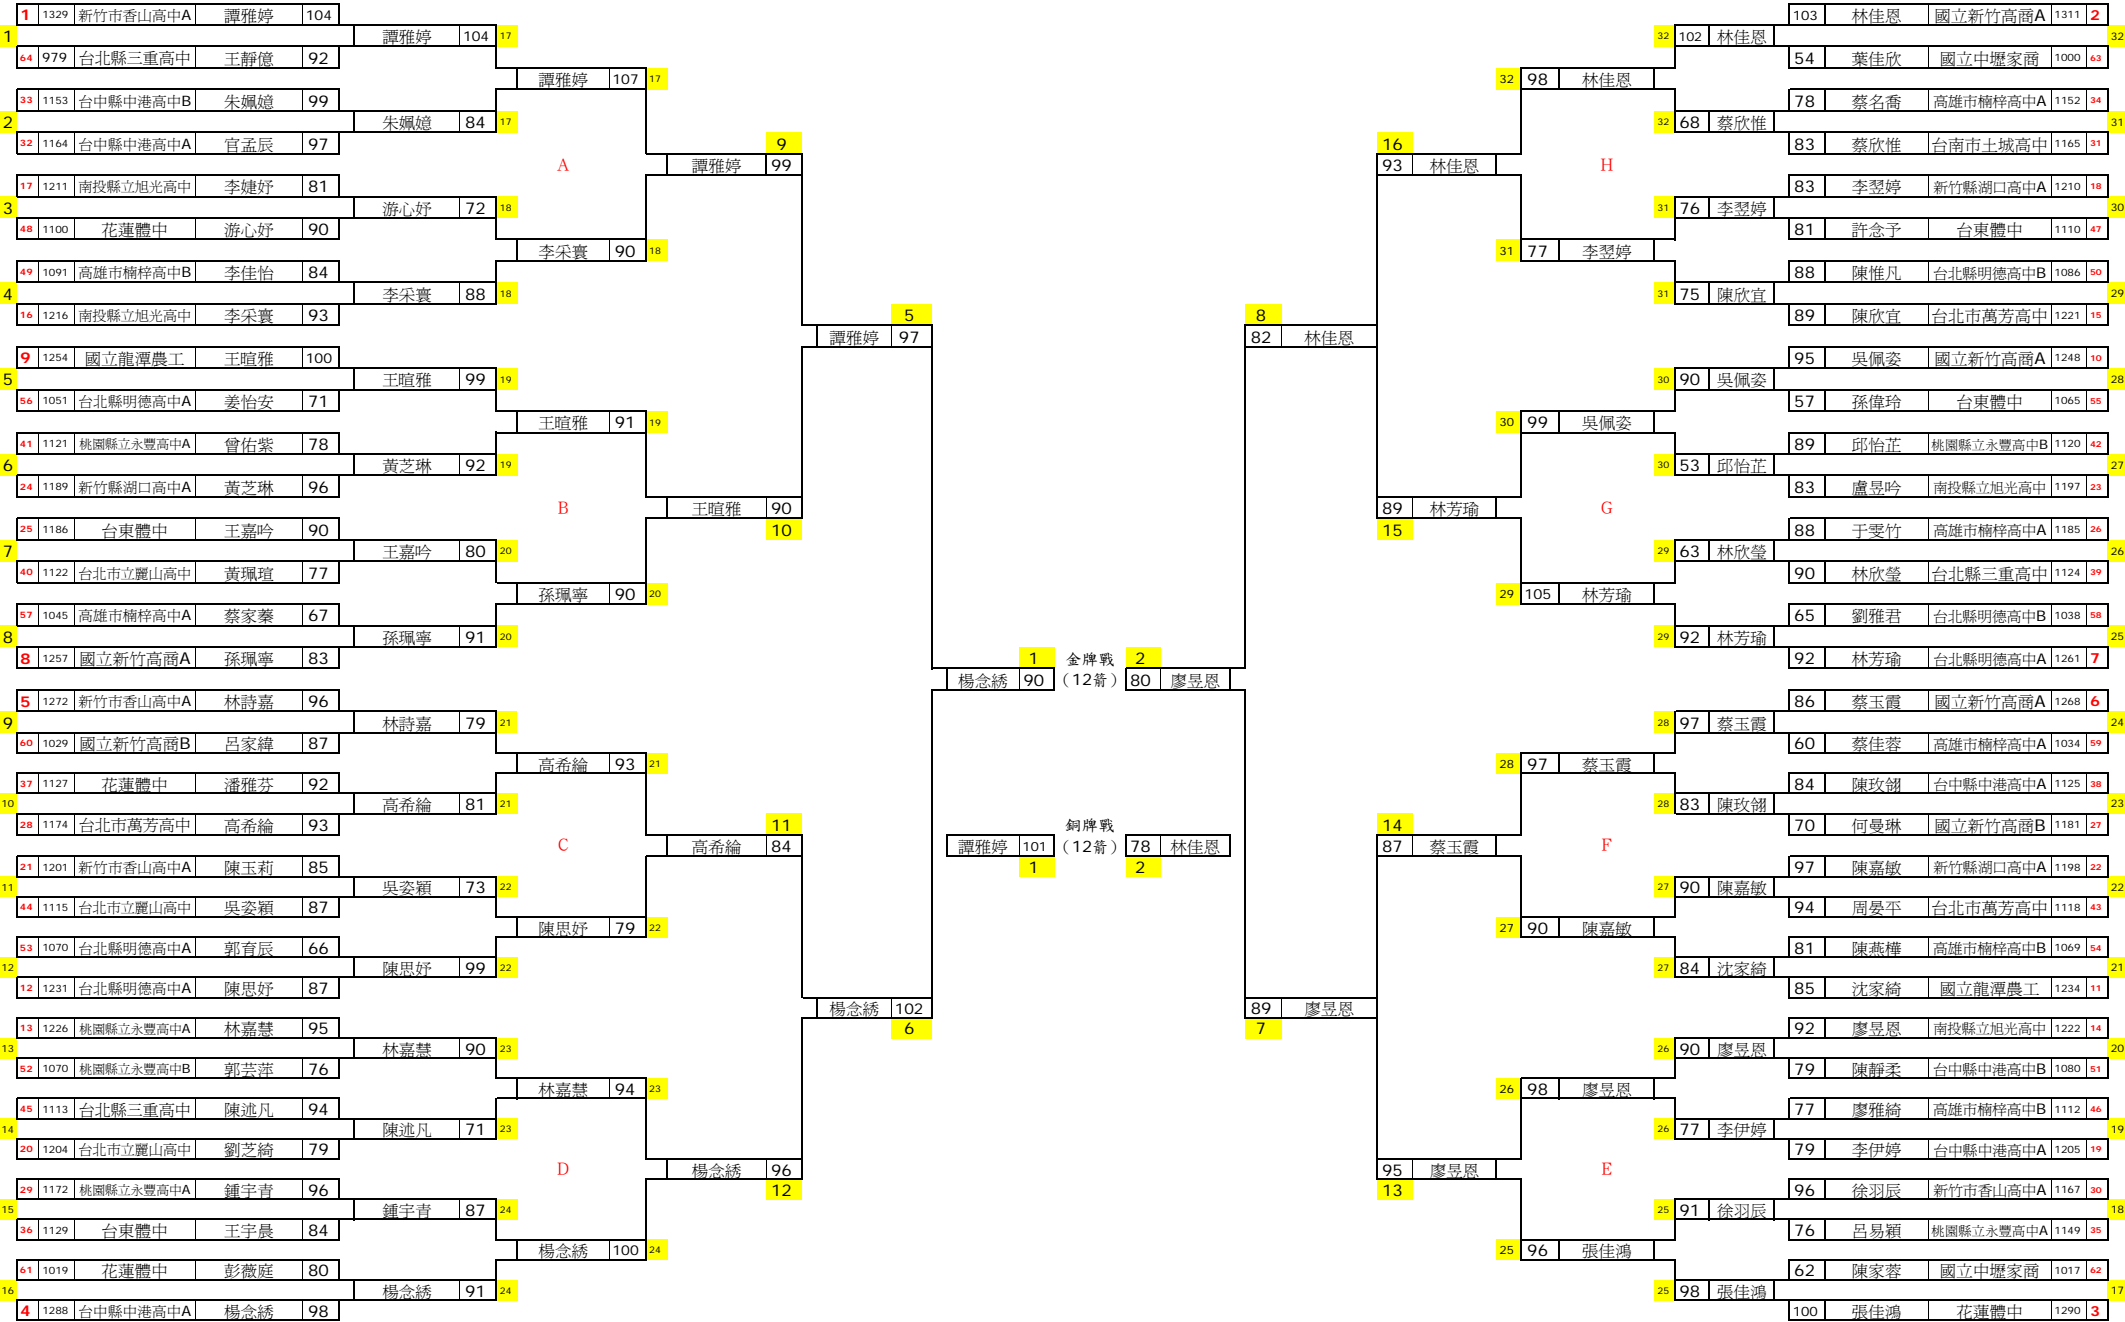 1 1329 新竹市香山高中A 譚雅婷 104 103 林佳恩 國立新竹高商A 1311 2
1 譚雅婷 104 17 32 102 林佳恩 32
64 979 台北縣三重高中 王靜億 92 54 葉佳欣 國立中壢家商 1000 63
譚雅婷 107 17 32 98 林佳恩
33 1153 台中縣中港高中B 朱姵嬑 99 78 蔡名喬 高雄市楠梓高中A 1152 34
2 朱姵嬑 84 17 32 68 蔡欣惟 31
32 1164 台中縣中港高中A 官孟辰 97 9 16 83 蔡欣惟 台南市土城高中 1165 31
A 譚雅婷 99 93 林佳恩 H
17 1211 南投縣立旭光高中 李婕妤 81 83 李翌婷 新竹縣湖口高中A 1210 18
3 游心妤 72 18 31 76 李翌婷 30
48 1100 花蓮體中 游心妤 90 81 許念予 台東體中 1110 47
李采寰 90 18 31 77 李翌婷
49 1091 高雄市楠梓高中B 李佳怡 84 88 陳惟凡 台北縣明德高中B 1086 50
4 李采寰 88 18 31 75 陳欣宜 29
16 1216 南投縣立旭光高中 李采寰 93 5 8 89 陳欣宜 台北市萬芳高中 1221 15
譚雅婷 97 82 林佳恩
9 1254 國立龍潭農工 王暄雅 100 95 吳佩姿 國立新竹高商A 1248 10
5 王暄雅 99 19 30 90 吳佩姿 28
56 1051 台北縣明德高中A 姜怡安 71 57 孫偉玲 台東體中 1065 55
王暄雅 91 19 30 99 吳佩姿
41 1121 桃園縣立永豐高中A 曾佑紫 78 89 邱怡芷 桃園縣立永豐高中B 1120 42
6 黃芝琳 92 19 30 53 邱怡芷 27
24 1189 新竹縣湖口高中A 黃芝琳 96 83 盧昱吟 南投縣立旭光高中 1197 23
B 王暄雅 90 89 林芳瑜 G
25 1186 台東體中 王嘉吟 90 10 15 88 于雯竹 高雄市楠梓高中A 1185 26
7 王嘉吟 80 20 29 63 林欣瑩 26
40 1122 台北市立麗山高中 黃珮瑄 77 90 林欣瑩 台北縣三重高中 1124 39
孫珮寧 90 20 29 105 林芳瑜
57 1045 高雄市楠梓高中A 蔡家蓁 67 65 劉雅君 台北縣明德高中B 1038 58
8 孫珮寧 91 20 29 92 林芳瑜 25
8 1257 國立新竹高商A 孫珮寧 83 1 金牌戰 2 92 林芳瑜 台北縣明德高中A 1261 7
楊念綉 90 （12箭） 80 廖昱恩
5 1272 新竹市香山高中A 林詩嘉 96 86 蔡玉霞 國立新竹高商A 1268 6
9 林詩嘉 79 21 28 97 蔡玉霞 24
60 1029 國立新竹高商B 呂家緯 87 60 蔡佳蓉 高雄市楠梓高中A 1034 59
高希綸 93 21 28 97 蔡玉霞
37 1127 花蓮體中 潘雅芬 92 84 陳玫翎 台中縣中港高中A 1125 38
10 高希綸 81 21 28 83 陳玫翎 23
28 1174 台北市萬芳高中 高希綸 93 11 銅牌戰 14 70 何曼琳 國立新竹高商B 1181 27
C 高希綸 84 譚雅婷 101 （12箭） 78 林佳恩 87 蔡玉霞 F
21 1201 新竹市香山高中A 陳玉莉 85 1 2 97 陳嘉敏 新竹縣湖口高中A 1198 22
11 吳姿穎 73 22 27 90 陳嘉敏 22
44 1115 台北市立麗山高中 吳姿穎 87 94 周晏平 台北市萬芳高中 1118 43
陳思妤 79 22 27 90 陳嘉敏
53 1070 台北縣明德高中A 郭育辰 66 81 陳燕樺 高雄市楠梓高中B 1069 54
12 陳思妤 99 22 27 84 沈家綺 21
12 1231 台北縣明德高中A 陳思妤 87 85 沈家綺 國立龍潭農工 1234 11
楊念綉 102 89 廖昱恩
13 1226 桃園縣立永豐高中A 林嘉慧 95 6 7 92 廖昱恩 南投縣立旭光高中 1222 14
13 林嘉慧 90 23 26 90 廖昱恩 20
52 1070 桃園縣立永豐高中B 郭芸萍 76 79 陳靜柔 台中縣中港高中B 1080 51
林嘉慧 94 23 26 98 廖昱恩
45 1113 台北縣三重高中 陳述凡 94 77 廖雅綺 高雄市楠梓高中B 1112 46
14 陳述凡 71 23 26 77 李伊婷 19
20 1204 台北市立麗山高中 劉芝綺 79 79 李伊婷 台中縣中港高中A 1205 19
D 楊念綉 96 95 廖昱恩 E
29 1172 桃園縣立永豐高中A 鍾宇青 96 12 13 96 徐羽辰 新竹市香山高中A 1167 30
15 鍾宇青 87 24 25 91 徐羽辰 18
36 1129 台東體中 王宇晨 84 76 呂易穎 桃園縣立永豐高中A 1149 35
楊念綉 100 24 25 96 張佳鴻
61 1019 花蓮體中 彭薇庭 80 62 陳家蓉 國立中壢家商 1017 62
16 楊念綉 91 24 25 98 張佳鴻 17
4 1288 台中縣中港高中A 楊念綉 98 100 張佳鴻 花蓮體中 1290 3